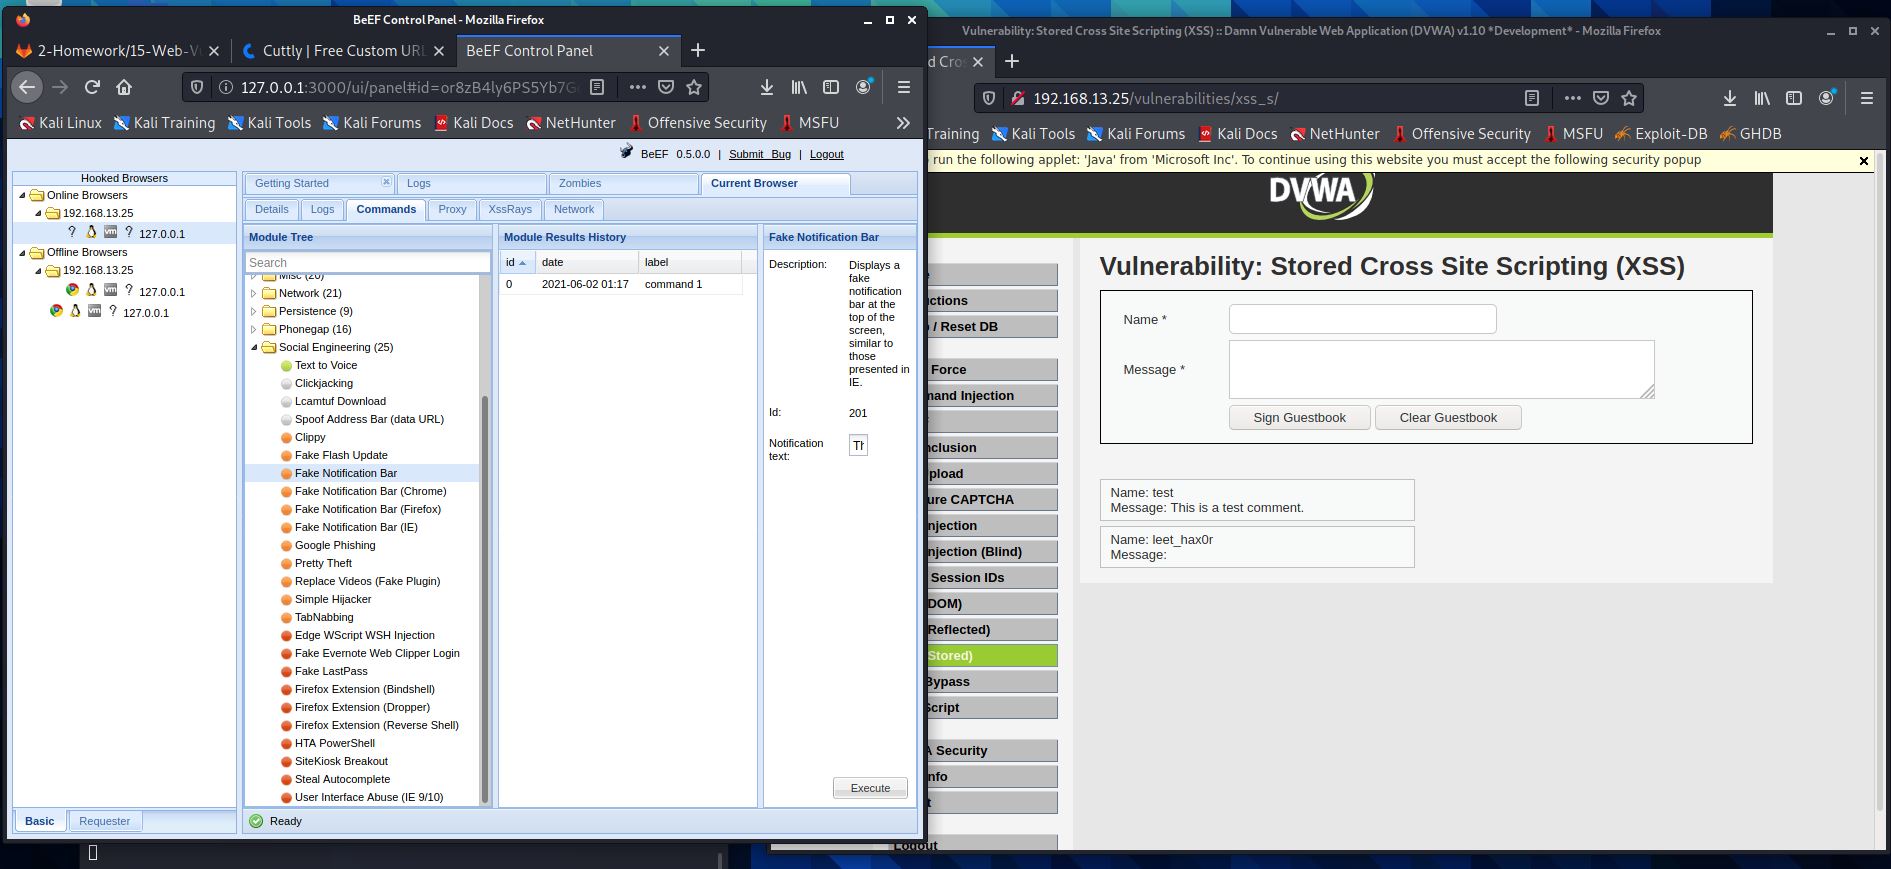 BeEF Control Panel - Mozilla Firefox
2-Homework/15-Web-Vu
Cuttly | Free Custom URL
BeEF Control Panel
127.0.0.1:3000/ui/panel#id=or8zB4ly6PS5Yb7G
Kali Linux Kali Training Kali Tools Kali Forums Kali Docs NetHunter Offensive Security MSFU
BeEF 0.5.0.0 | Submit Bug | Logout
Hooked Browsers
Online Browsers
192.168.13.25
? vm ? 127.0.0.1
Offline Browsers
192.168.13.25
vm ? 127.0.0.1
vm ? 127.0.0.1
Basic Requester
Getting Started Logs Zombies Current Browser
Details Logs Commands Proxy XssRays Network
Module Tree
Search
Misc (20)
Network (21)
Persistence (9)
Phonegap (16)
Social Engineering (25)
Text to Voice
Clickjacking
Lcamtuf Download
Spoof Address Bar (data URL)
Clippy
Fake Flash Update
Fake Notification Bar
Fake Notification Bar (Chrome)
Fake Notification Bar (Firefox)
Fake Notification Bar (IE)
Google Phishing
Pretty Theft
Replace Videos (Fake Plugin)
Simple Hijacker
TabNabbing
Edge WScript WSH Injection
Fake Evernote Web Clipper Login
Fake LastPass
Firefox Extension (Bindshell)
Firefox Extension (Dropper)
Firefox Extension (Reverse Shell)
HTA PowerShell
SiteKiosk Breakout
Steal Autocomplete
User Interface Abuse (IE 9/10)
Module Results History
id date label
0 2021-06-02 01:17 command 1
Fake Notification Bar
Description: Displays a
fake
notification
bar at the
top of the
screen,
similar to
those
presented in
IE.
Id: 201
Notification
text:
Th
Execute
Ready
Vulnerability: Stored Cross Site Scripting (XSS) :: Damn Vulnerable Web Application (DVWA) v1.10 *Development* - Mozilla Firefox
d Cros
192.168.13.25/vulnerabilities/xss_s/
Training Kali Tools Kali Forums Kali Docs NetHunter Offensive Security MSFU Exploit-DB GHDB
run the following applet: 'Java' from 'Microsoft Inc'. To continue using this website you must accept the following security popup
DVWA
e
uctions
/ Reset DB
Force
mand Injection
nclusion
pload
ure CAPTCHA
njection
njection (Blind)
Session IDs
DOM)
Reflected)
Stored)
Bypass
Script
A Security
nfo
t
Logout
Vulnerability: Stored Cross Site Scripting (XSS)
Name *
Message *
Sign Guestbook Clear Guestbook
Name: test
Message: This is a test comment.
Name: leet_hax0r
Message: